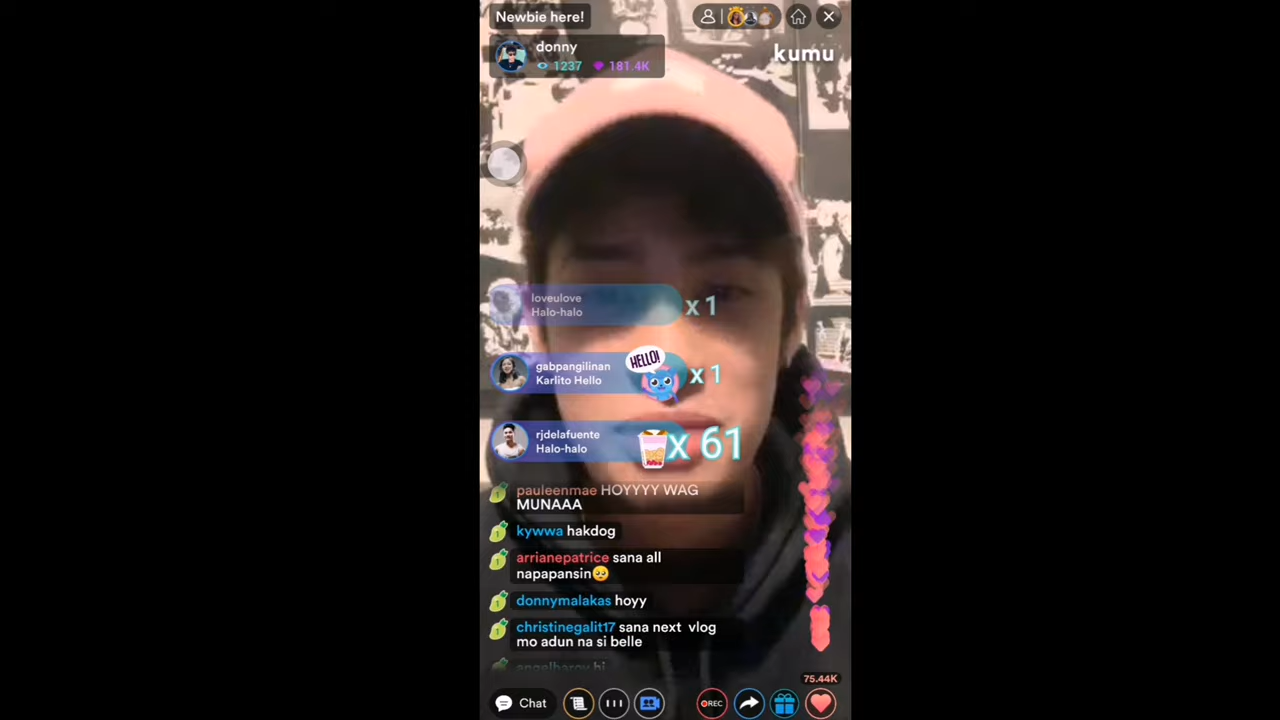 Newbie here!
donny
1237 181.4K
kumu
loveulove
Halo-halo
x 1
HELLO!
gabpangilinan
Karlito Hello
x 1
rjdelafuente
Halo-halo
x 61
pauleenmae HOYYYY WAG
MUNAAA
kywwa hakdog
arrianepatrice sana all
napapansin🥺
donnymalakas hoyy
christinegalit17 sana next vlog
mo adun na si belle
hi
75.44K
Chat
REC